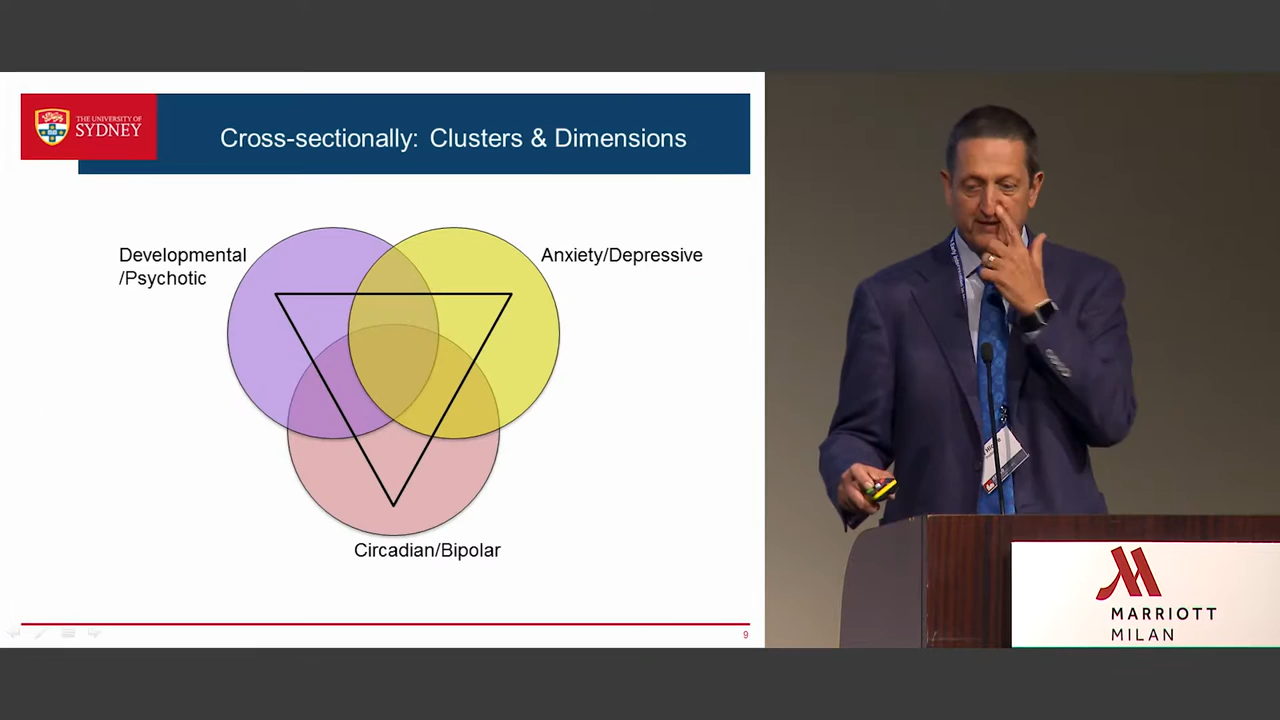 THE UNIVERSITY OF
SYDNEY
Cross-sectionally: Clusters & Dimensions
Developmental
/Psychotic
Anxiety/Depressive
Circadian/Bipolar
9
MARRIOTT
MILAN